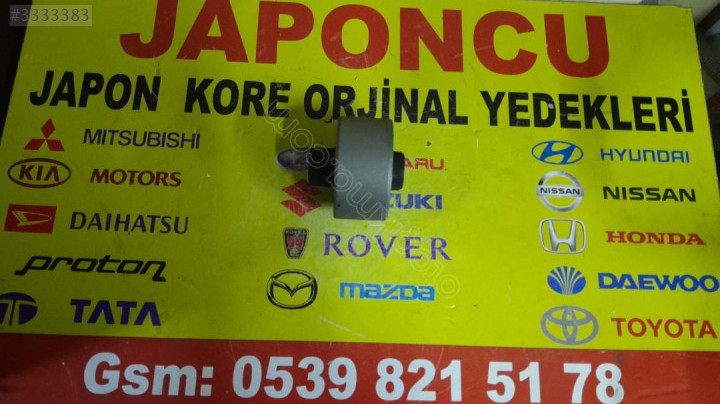 #3333383
JAPONCU
JAPON KORE ORJİNAL YEDEKLERİ
MITSUBISHI
HYUNDAI
KIA MOTORS
NISSAN NISSAN
DAIHATSU
ROVER
HONDA
proton
mazda
DAEWOO
TATA
TOYOTA
Gsm: 0539 821 51 78